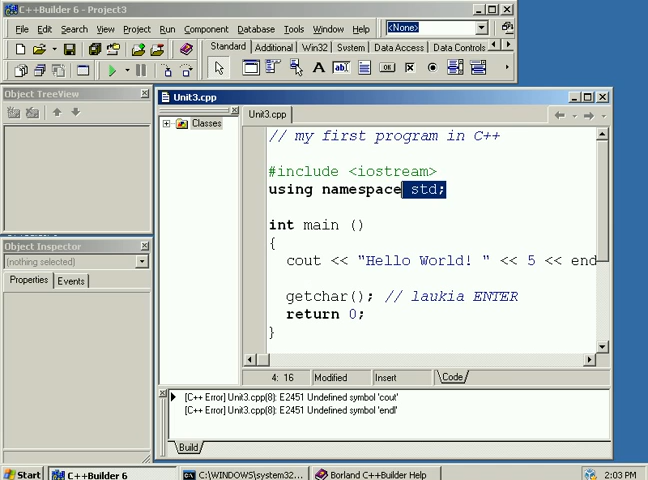 C++Builder 6 - Project3
File Edit Search View Project Run Component Database Tools Window Help
<None>
Standard Additional Win32 System Data Access Data Controls
Object TreeView
Object Inspector
(nothing selected)
Properties Events
Unit3.cpp
Classes
Unit3.cpp
// my first program in C++
#include <iostream>
using namespace std;
int main ()
{
cout << "Hello World! " << 5 << end
getchar(); // laukia ENTER
return 0;
}
4: 16 Modified Insert Code
[C++ Error] Unit3.cpp(8): E2451 Undefined symbol 'cout'
[C++ Error] Unit3.cpp(8): E2451 Undefined symbol 'endl'
Build
Start C++Builder 6 C:\WINDOWS\system32... Borland C++Builder Help 2:03 PM